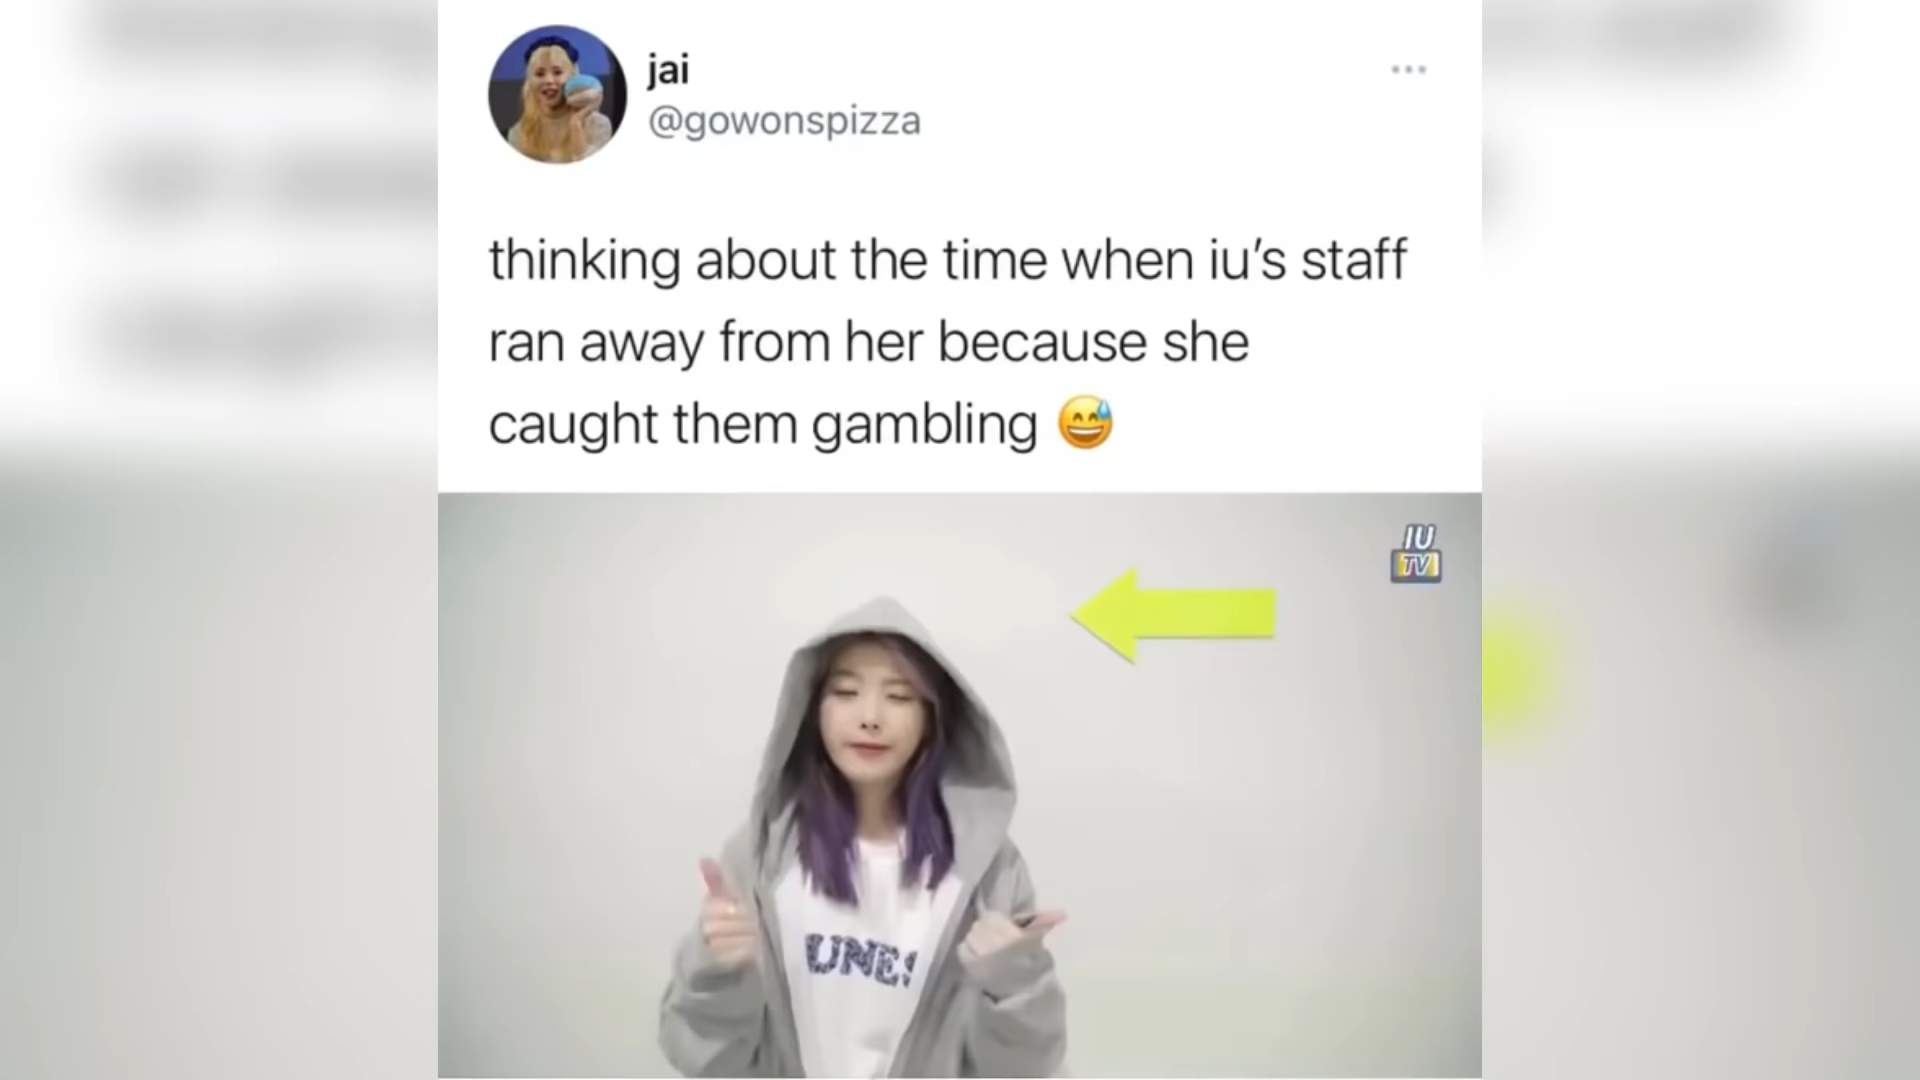 jai
@gowonspizza
thinking about the time when iu’s staff
ran away from her because she
caught them gambling 😅
IU
TV
UNE!